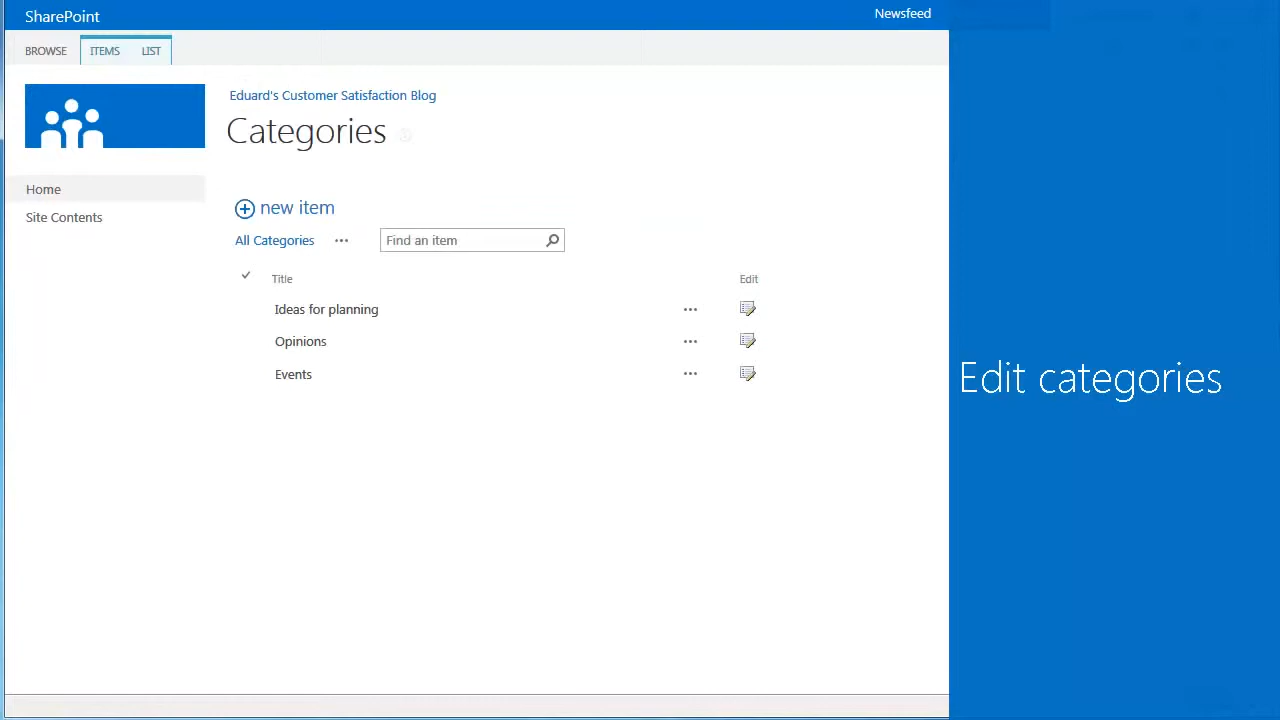 SharePoint
Newsfeed
BROWSE ITEMS LIST
Eduard's Customer Satisfaction Blog
Categories
Home
Site Contents
new item
All Categories ••• Find an item
Title Edit
Ideas for planning •••
Opinions •••
Events •••
Edit categories